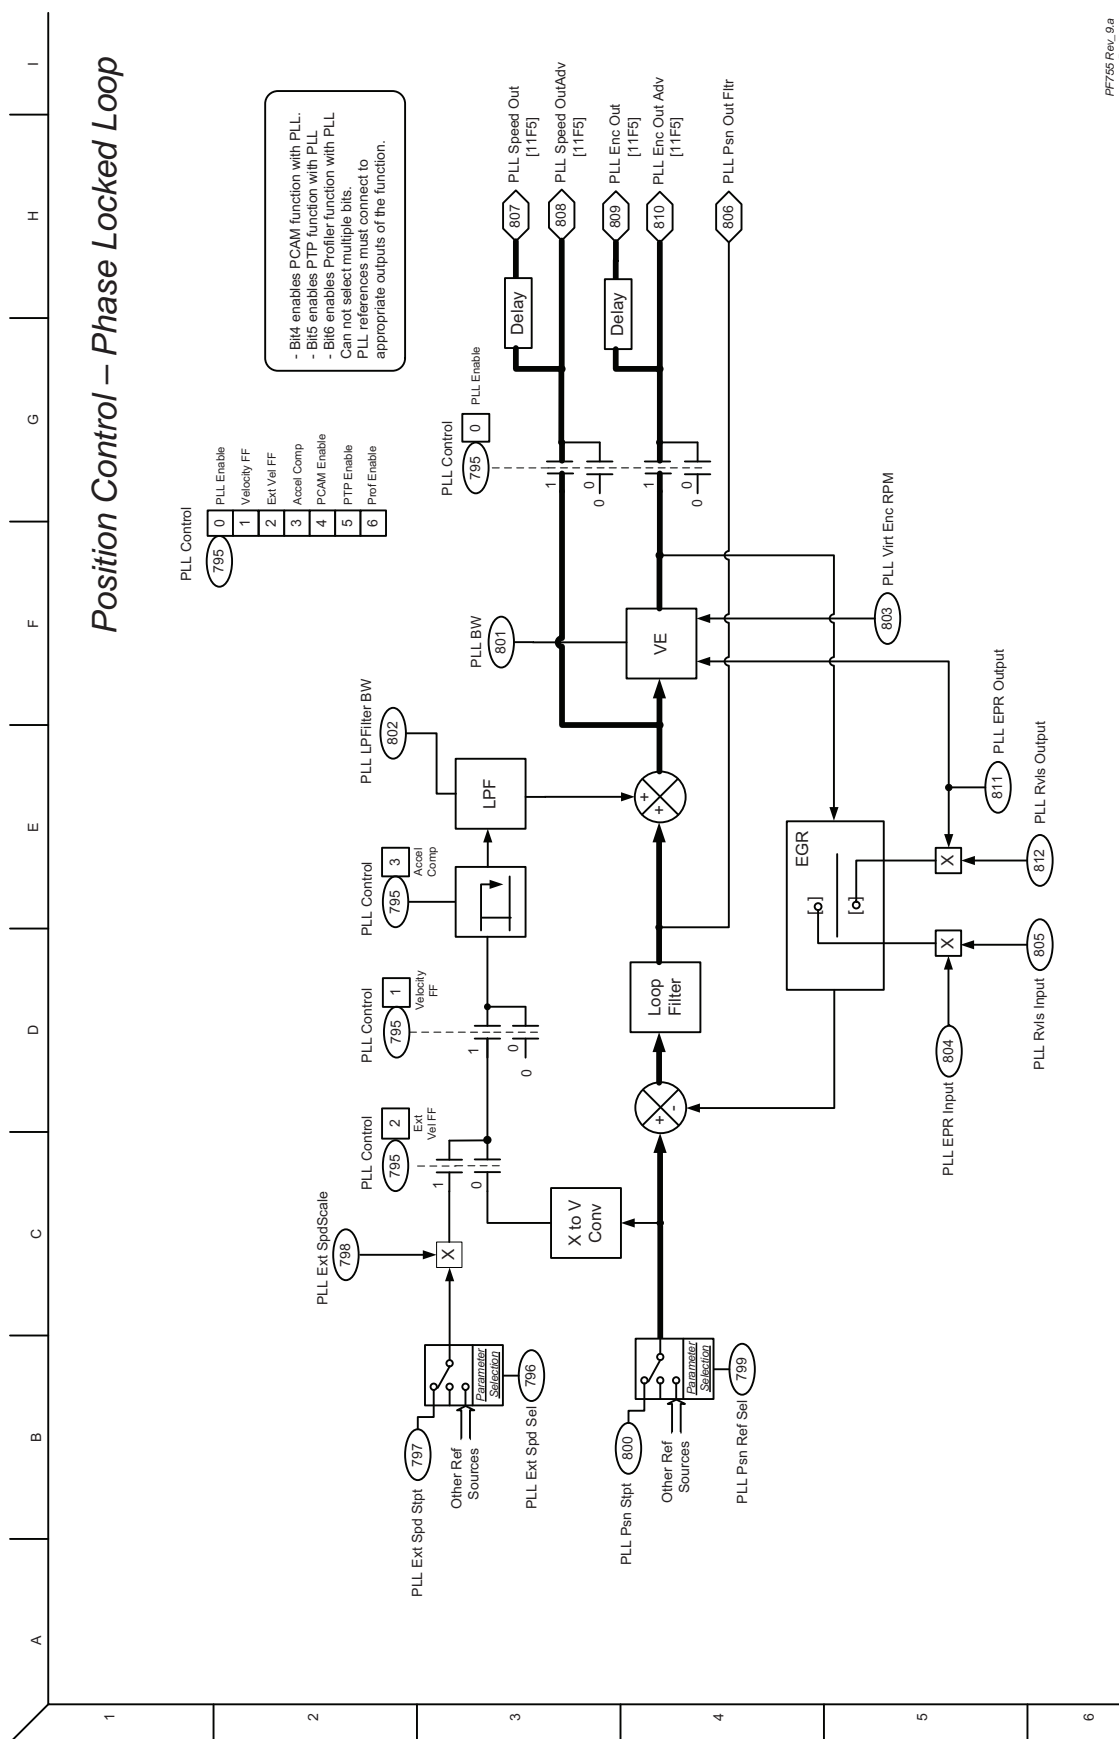 A
B
C
D
E
F
G
H
I
1
2
3
4
5
6
Position Control – Phase Locked Loop
PLL Control
795
0 PLL Enable
1 Velocity FF
2 Ext Vel FF
3 Accel Comp
4 PCAM Enable
5 PTP Enable
6 Prof Enable
- Bit4 enables PCAM function with PLL.
- Bit5 enables PTP function with PLL
- Bit6 enables Profiler function with PLL
Can not select multiple bits.
PLL references must connect to
appropriate outputs of the function.
PLL Ext SpdScale
798
PLL Control
795
2
Ext
Vel FF
PLL Control
795
1
Velocity
FF
PLL Control
795
3
Accel
Comp
PLL LPFilter BW
802
PLL BW
801
PLL Control
795
0
PLL Enable
PLL Ext Spd Stpt
797
Other Ref
Sources
Parameter
Selection
PLL Ext Spd Sel
796
X
1
0
1
0
0
LPF
1
0
0
Delay
807
PLL Speed Out
[11F5]
808
PLL Speed OutAdv
[11F5]
X to V
Conv
PLL Psn Stpt
800
Other Ref
Sources
Parameter
Selection
PLL Psn Ref Sel
799
+
-
Loop
Filter
+
+
VE
1
0
0
Delay
809
PLL Enc Out
[11F5]
810
PLL Enc Out Adv
[11F5]
806
PLL Psn Out Fltr
EGR
[ ]
[ ]
803
PLL Virt Enc RPM
X
X
PLL EPR Input
804
PLL Rvls Input
805
812
PLL Rvls Output
811
PLL EPR Output
PF755 Rev_9.a